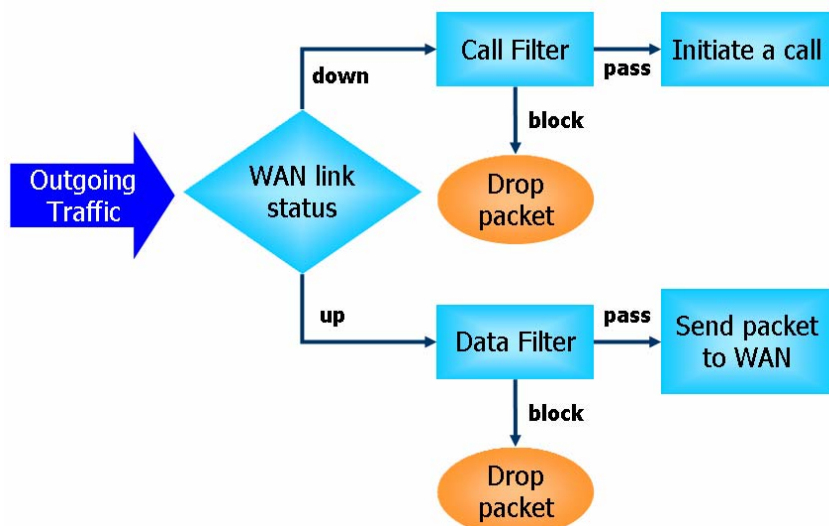 Call Filter
pass
Initiate a call
down
block
Outgoing
Traffic
WAN link
status
Drop
packet
up
Data Filter
pass
Send packet
to WAN
block
Drop
packet